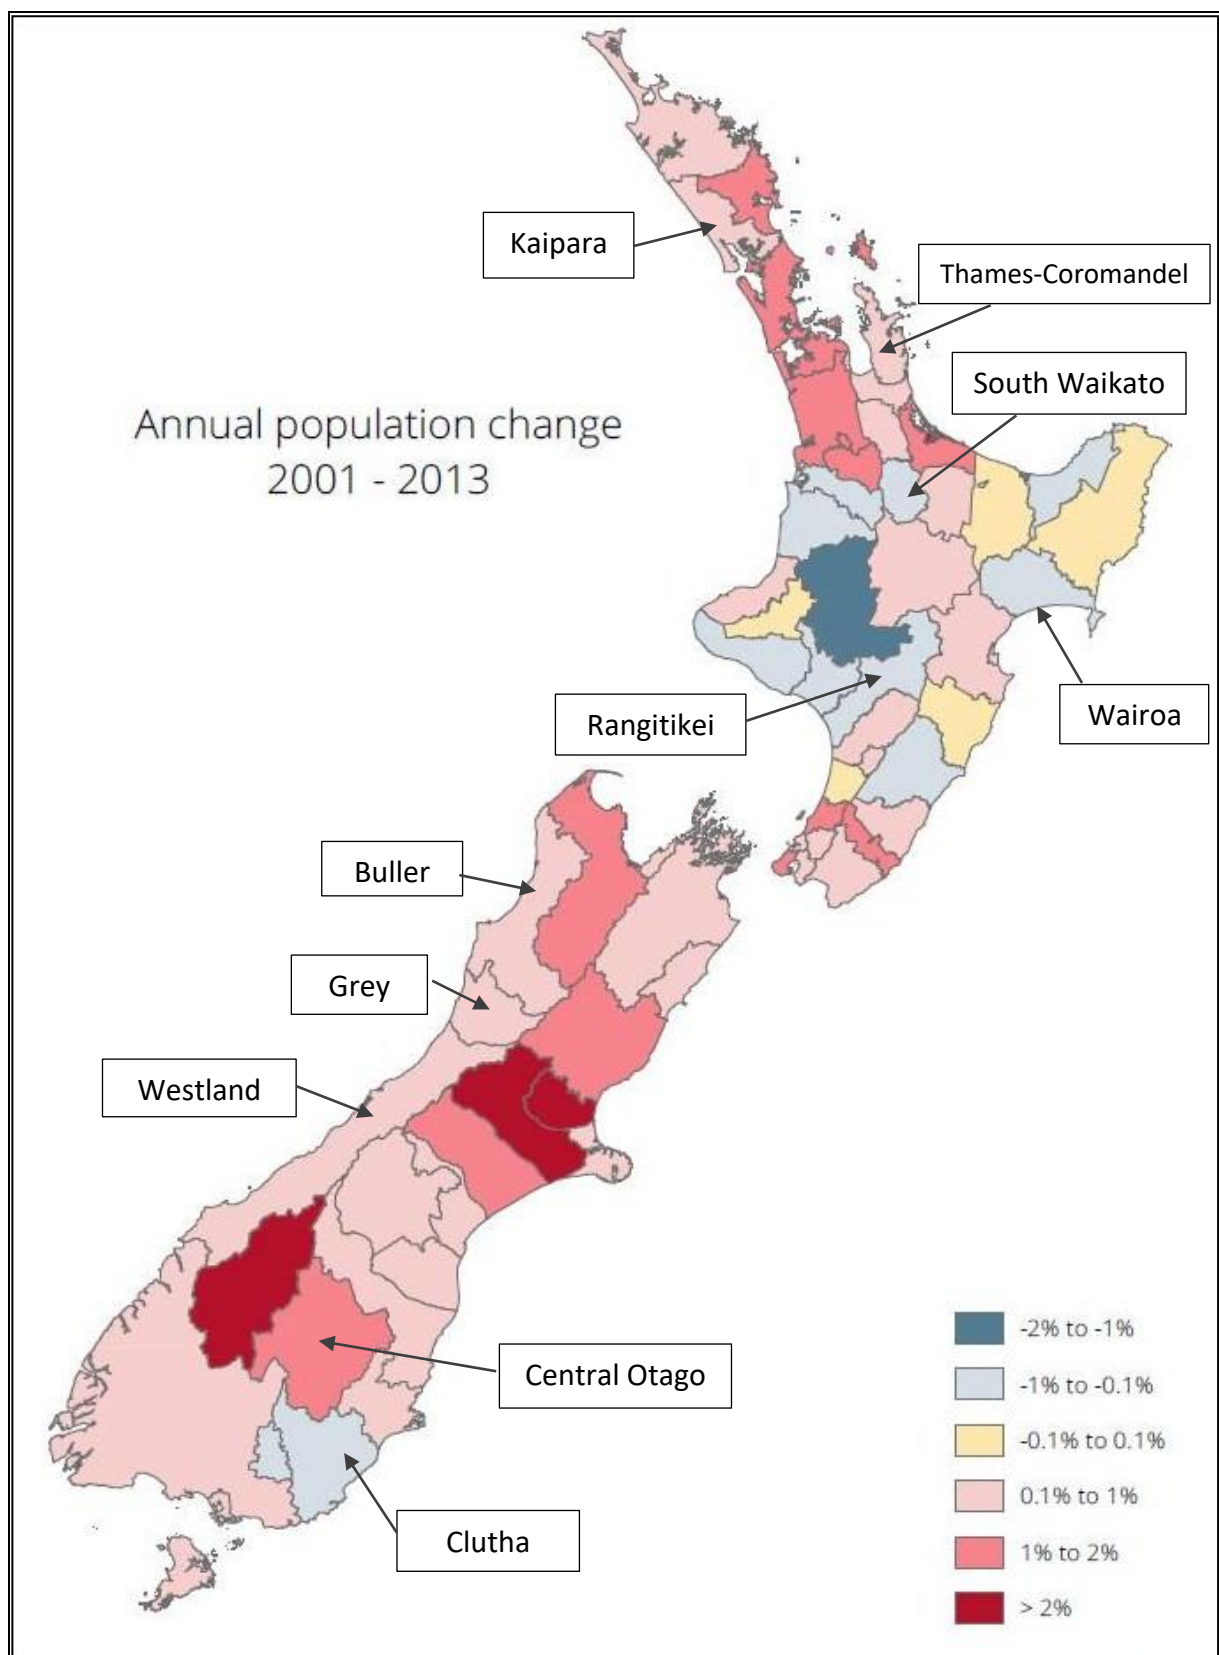 Kaipara
Thames-Coromandel
South Waikato
Annual population change
2001 - 2013
Rangitikei
Wairoa
Buller
Grey
Westland
Central Otago
Clutha
-2% to -1%
-1% to -0.1%
-0.1% to 0.1%
0.1% to 1%
1% to 2%
> 2%